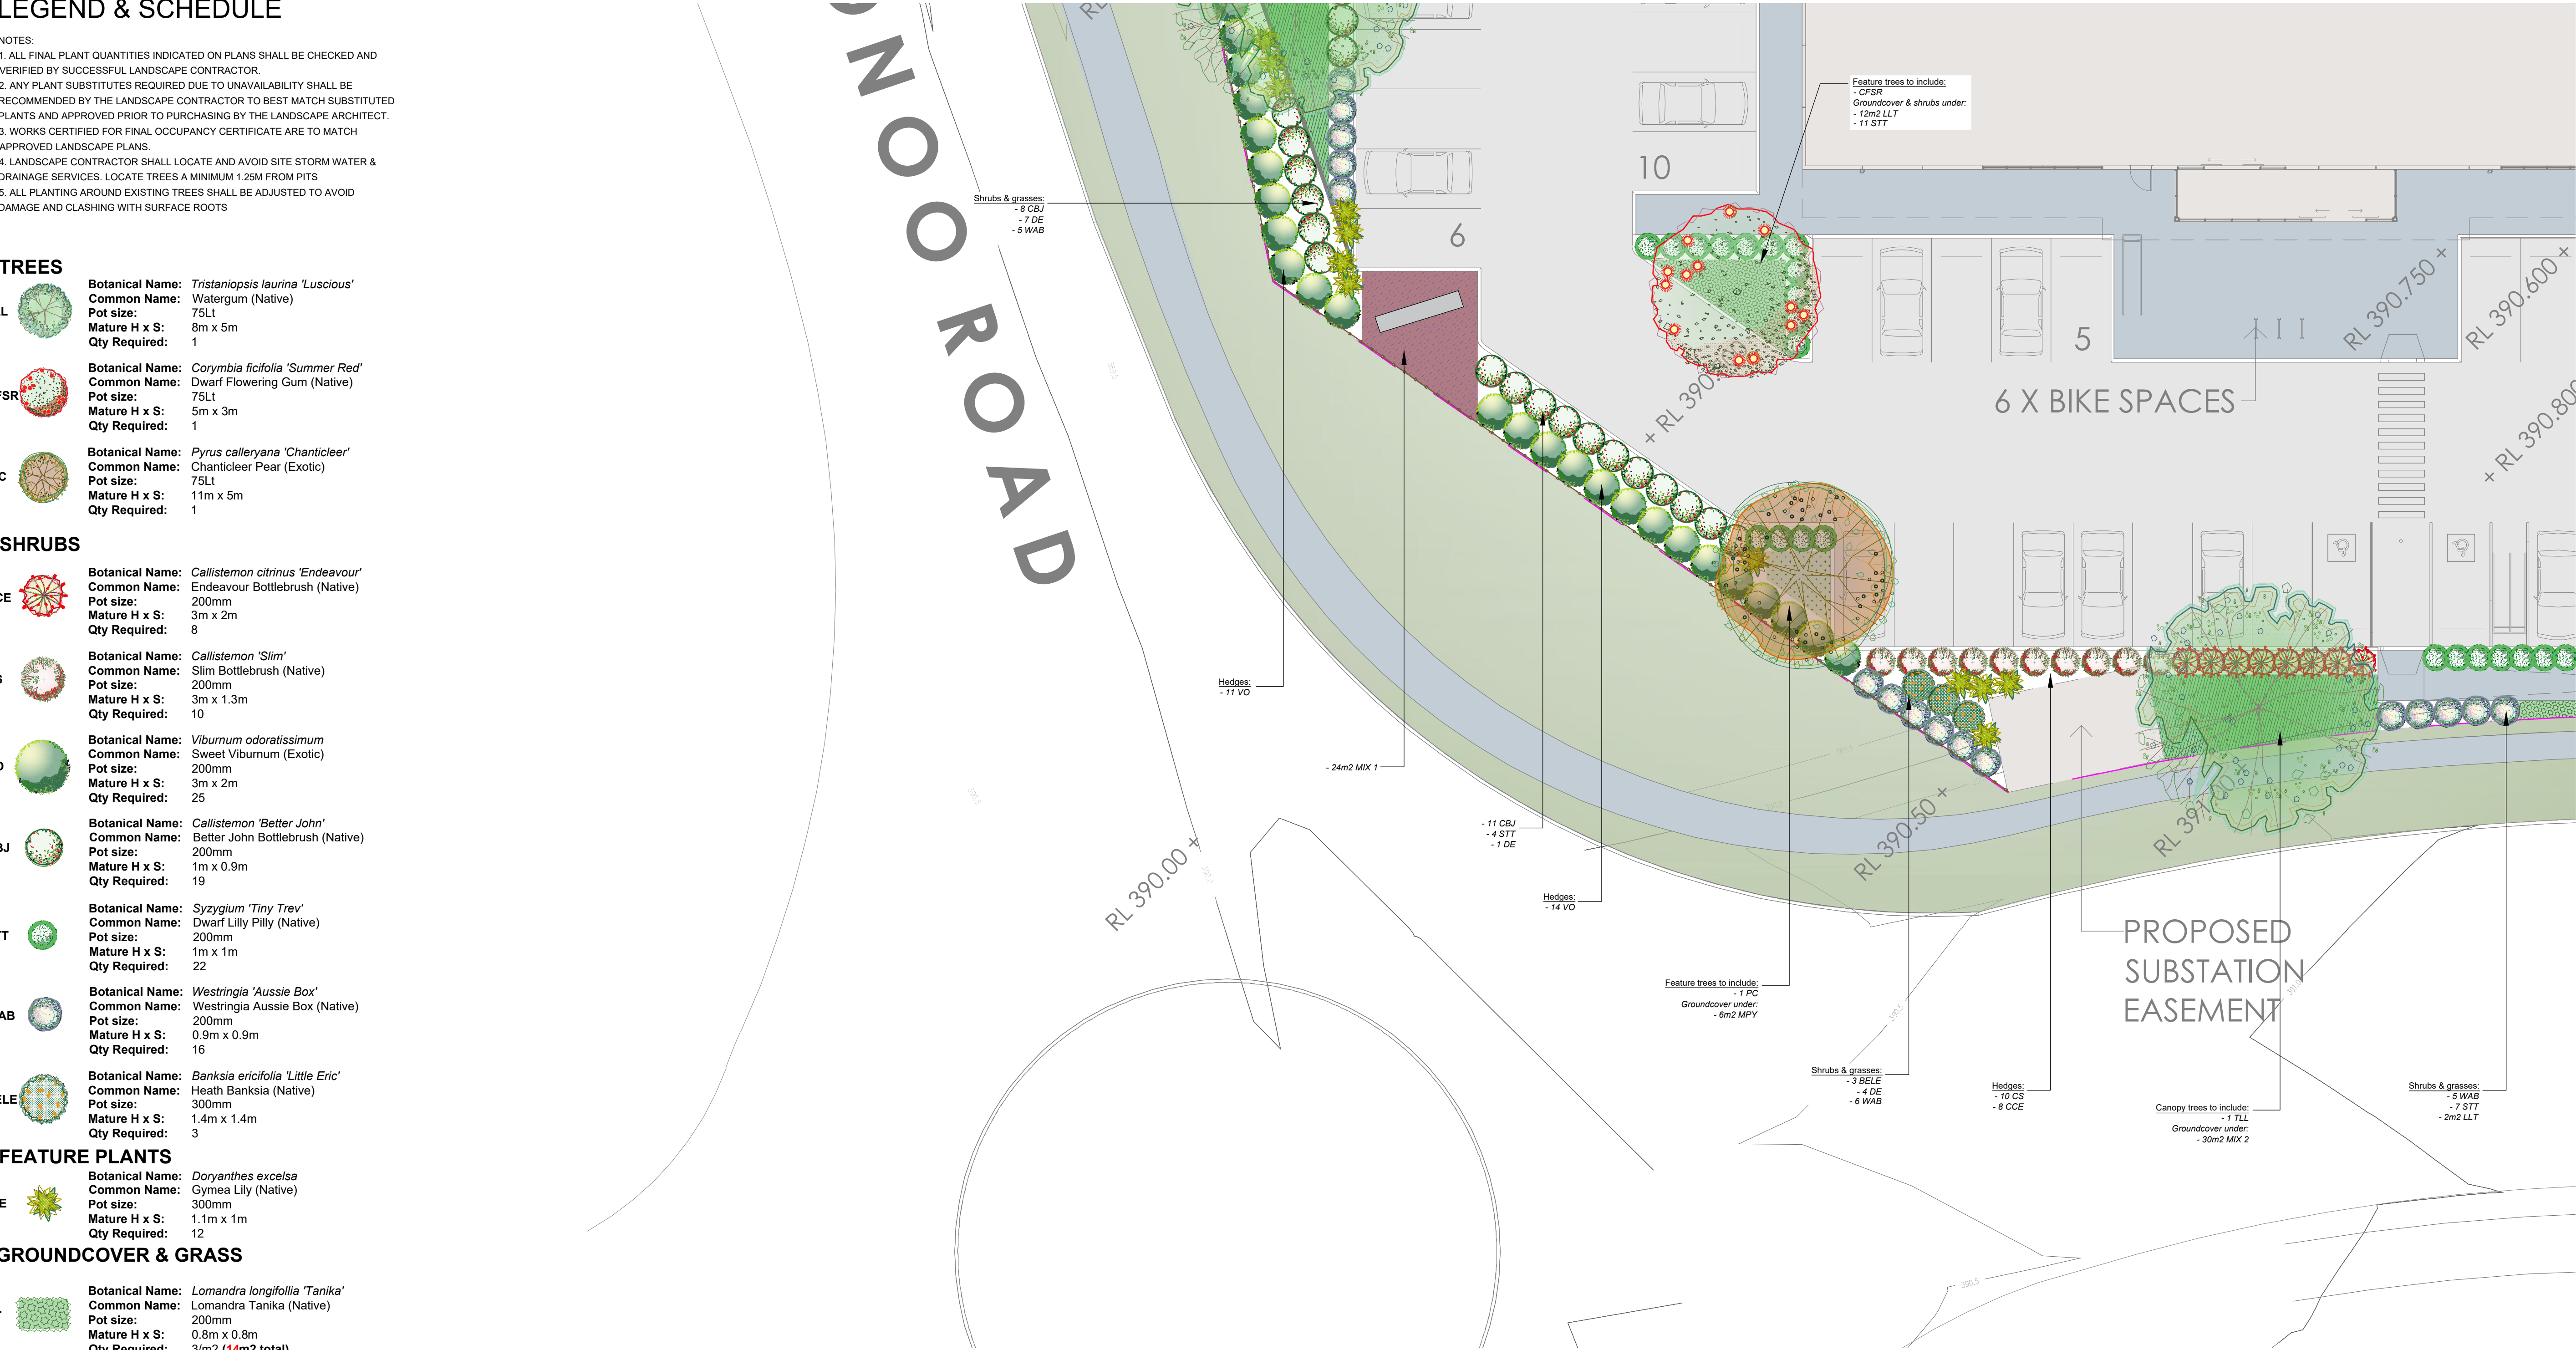 LEGEND & SCHEDULE
NOTES:
1. ALL FINAL PLANT QUANTITIES INDICATED ON PLANS SHALL BE CHECKED AND
VERIFIED BY SUCCESSFUL LANDSCAPE CONTRACTOR.
2. ANY PLANT SUBSTITUTES REQUIRED DUE TO UNAVAILABILITY SHALL BE
RECOMMENDED BY THE LANDSCAPE CONTRACTOR TO BEST MATCH SUBSTITUTED
PLANTS AND APPROVED PRIOR TO PURCHASING BY THE LANDSCAPE ARCHITECT.
3. WORKS CERTIFIED FOR FINAL OCCUPANCY CERTIFICATE ARE TO MATCH
APPROVED LANDSCAPE PLANS.
4. LANDSCAPE CONTRACTOR SHALL LOCATE AND AVOID SITE STORM WATER &
DRAINAGE SERVICES. LOCATE TREES A MINIMUM 1.25M FROM PITS
5. ALL PLANTING AROUND EXISTING TREES SHALL BE ADJUSTED TO AVOID
DAMAGE AND CLASHING WITH SURFACE ROOTS
TREES
Botanical Name: Tristaniopsis laurina 'Luscious'
Common Name: Watergum (Native)
Pot size: 75Lt
Mature H x S: 8m x 5m
Qty Required: 1
Botanical Name: Corymbia ficifolia 'Summer Red'
Common Name: Dwarf Flowering Gum (Native)
Pot size: 75Lt
Mature H x S: 5m x 3m
Qty Required: 1
Botanical Name: Pyrus calleryana 'Chanticleer'
Common Name: Chanticleer Pear (Exotic)
Pot size: 75Lt
Mature H x S: 11m x 5m
Qty Required: 1
SHRUBS
Botanical Name: Callistemon citrinus 'Endeavour'
Common Name: Endeavour Bottlebrush (Native)
Pot size: 200mm
Mature H x S: 3m x 2m
Qty Required: 8
Botanical Name: Callistemon 'Slim'
Common Name: Slim Bottlebrush (Native)
Pot size: 200mm
Mature H x S: 3m x 1.3m
Qty Required: 10
Botanical Name: Viburnum odoratissimum
Common Name: Sweet Viburnum (Exotic)
Pot size: 200mm
Mature H x S: 3m x 2m
Qty Required: 25
Botanical Name: Callistemon 'Better John'
Common Name: Better John Bottlebrush (Native)
Pot size: 200mm
Mature H x S: 1m x 0.9m
Qty Required: 19
Botanical Name: Syzygium 'Tiny Trev'
Common Name: Dwarf Lilly Pilly (Native)
Pot size: 200mm
Mature H x S: 1m x 1m
Qty Required: 22
Botanical Name: Westringia 'Aussie Box'
Common Name: Westringia Aussie Box (Native)
Pot size: 200mm
Mature H x S: 0.9m x 0.9m
Qty Required: 16
Botanical Name: Banksia ericifolia 'Little Eric'
Common Name: Heath Banksia (Native)
Pot size: 300mm
Mature H x S: 1.4m x 1.4m
Qty Required: 3
FEATURE PLANTS
Botanical Name: Doryanthes excelsa
Common Name: Gymea Lily (Native)
Pot size: 300mm
Mature H x S: 1.1m x 1m
Qty Required: 12
GROUNDCOVER & GRASS
Botanical Name: Lomandra longifollia 'Tanika'
Common Name: Lomandra Tanika (Native)
Pot size: 200mm
Mature H x S: 0.8m x 0.8m
Qty Required: 3/m2 (14m2 total)
ROAD
Shrubs & grasses:
- 8 CBJ
- 7 DE
- 5 WAB
Feature trees to include:
- CFSR
Groundcover & shrubs under:
- 12m2 LLT
- 11 STT
10
6
5
6 X BIKE SPACES
RL 390.750 +
RL 390.600 +
Hedges:
- 11 VO
- 24m2 MIX 1
- 11 CBJ
- 4 STT
- 1 DE
Hedges:
- 14 VO
Feature trees to include:
- 1 PC
Groundcover under:
- 6m2 MPY
Shrubs & grasses:
- 3 BELE
- 4 DE
- 6 WAB
Hedges:
- 10 CS
- 8 CCE
Canopy trees to include:
- 1 TLL
Groundcover under:
- 30m2 MIX 2
Shrubs & grasses:
- 5 WAB
- 7 STT
- 2m2 LLT
PROPOSED
SUBSTATION
EASEMENT
RL 390.00 +
RL 390.50 +
390.5
390.0
390.5
390.5